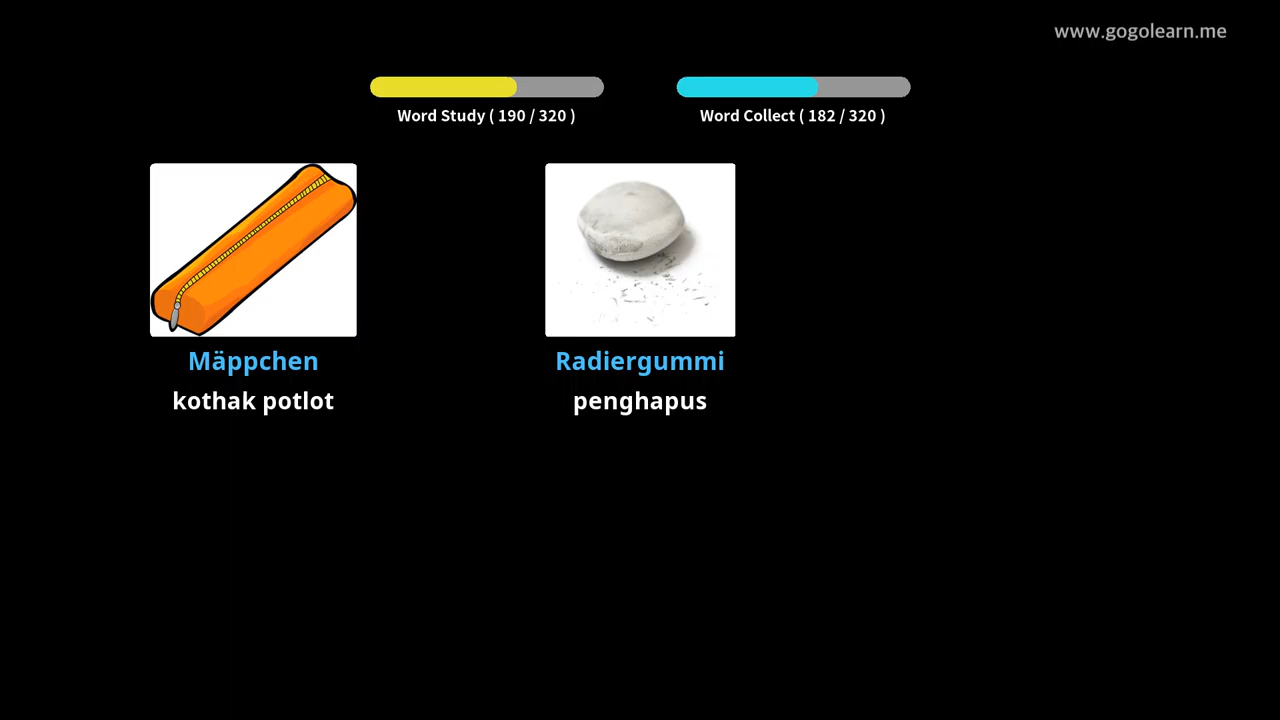 www.gogolearn.me
Word Study ( 190 / 320 )
Word Collect ( 182 / 320 )
Mäppchen
kothak potlot
Radiergummi
penghapus